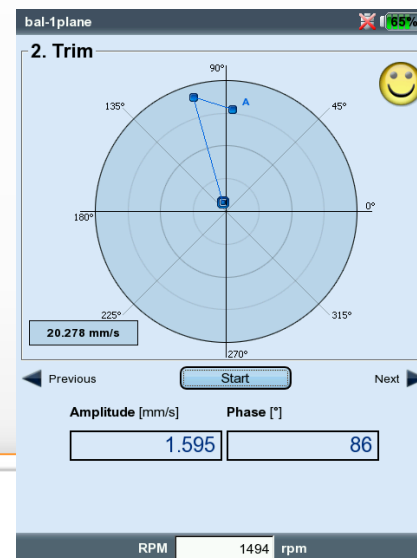 bal-1plane 65%
2. Trim
90°
135° 45°
A
180° 0°
225° 315°
20.278 mm/s
270°
Previous Start Next
Amplitude [mm/s] Phase [°]
1.595 86
RPM 1494 rpm